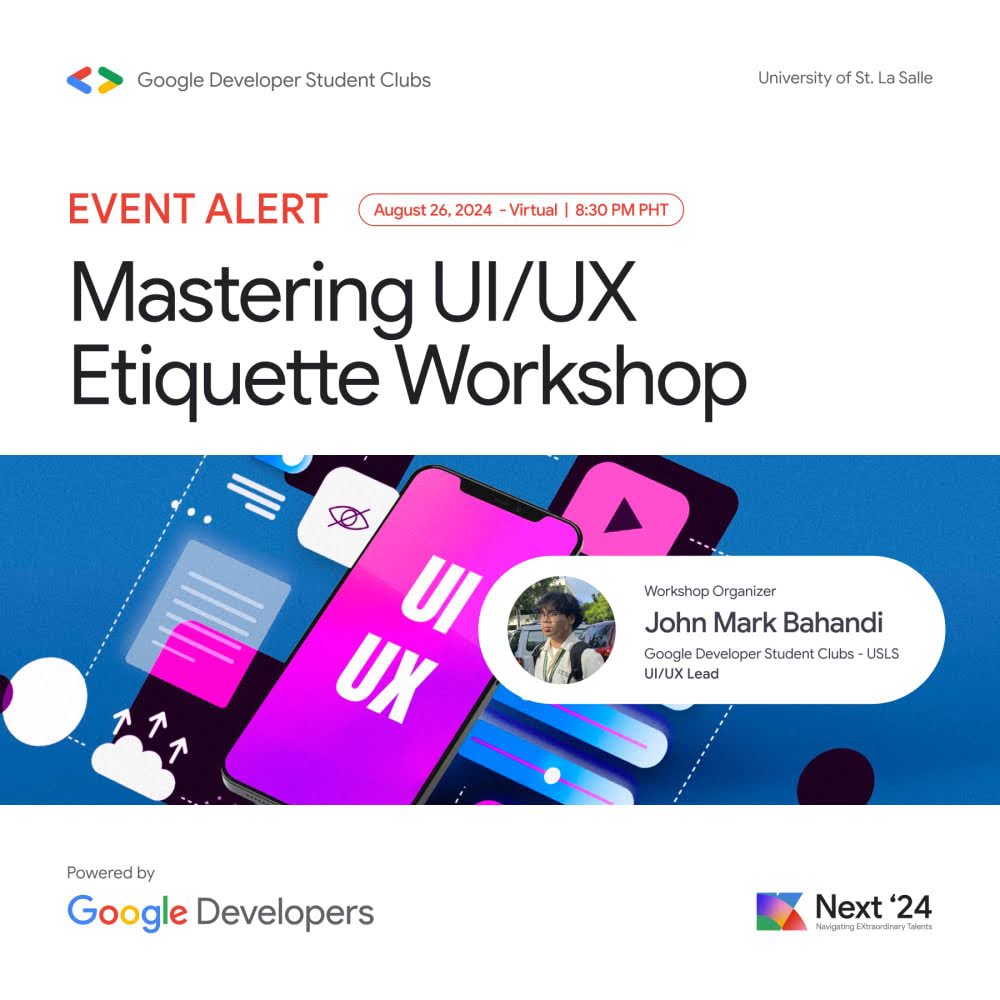 Google Developer Student Clubs
University of St. La Salle
EVENT ALERT
August 26, 2024 - Virtual | 8:30 PM PHT
Mastering UI/UX
Etiquette Workshop
UI
UX
Workshop Organizer
John Mark Bahandi
Google Developer Student Clubs - USLS
UI/UX Lead
Powered by
Google Developers
Next ‘24
Navigating EXtraordinary Talents